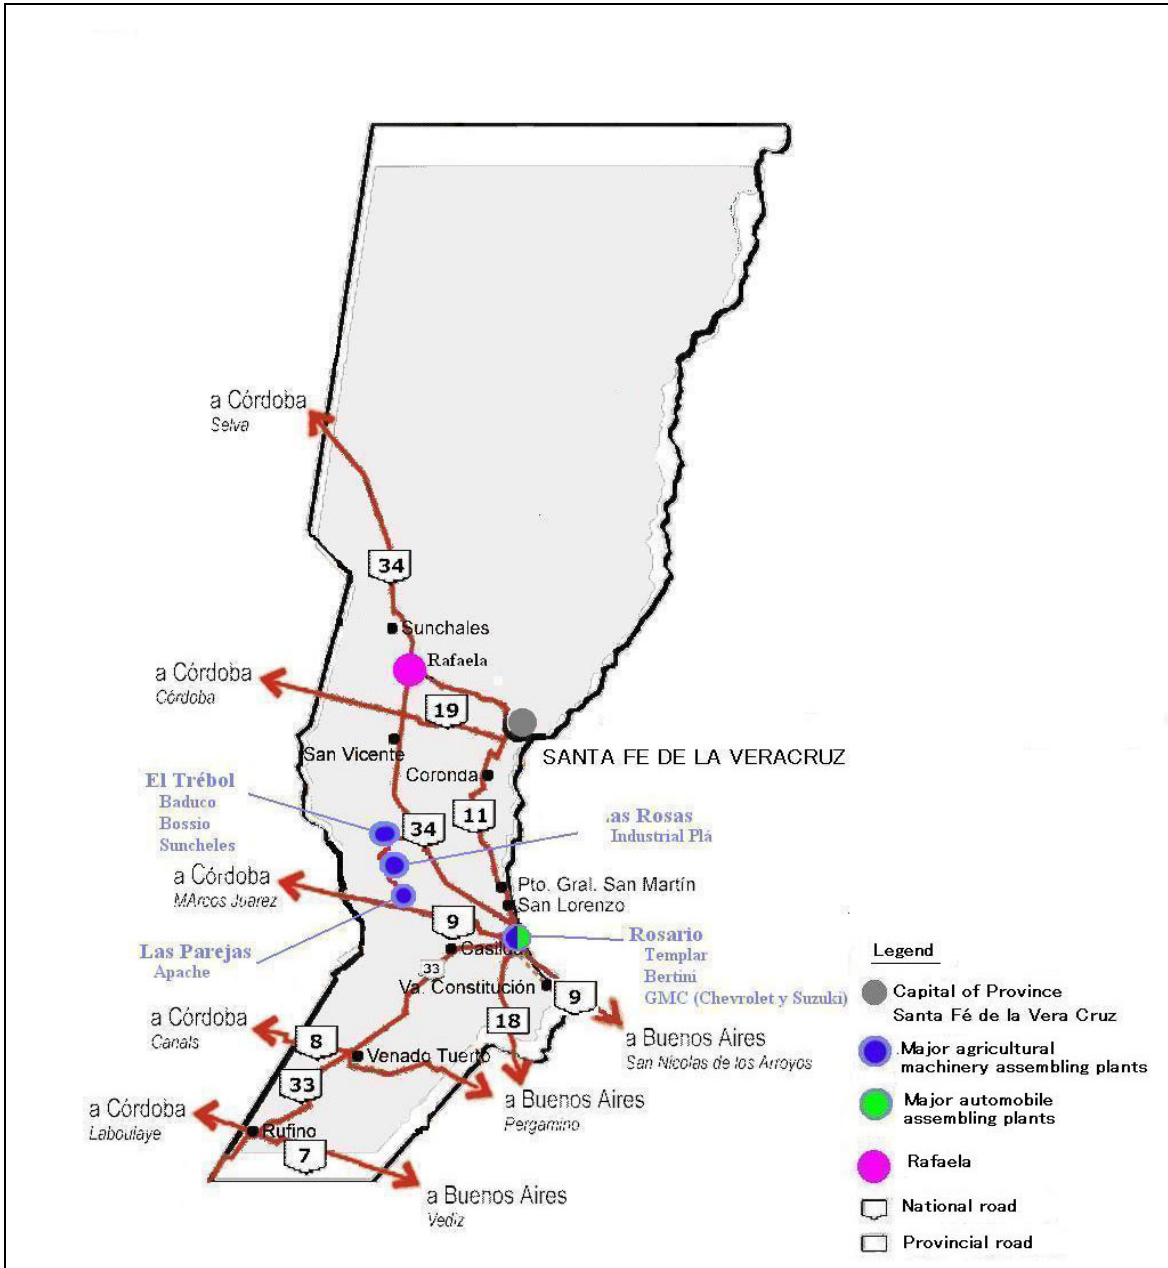 a Córdoba
Selva
34
Sunchales
Rafaela
a Córdoba
Córdoba
19
San Vicente
SANTA FE DE LA VERACRUZ
Coronda
El Trébol
Baduco
Bossio
Suncheles
11
34
as Rosas
Industrial Plá
a Córdoba
MArcos Juarez
Pto. Gral. San Martín
San Lorenzo
9
Las Parejas
Apache
Casilda
Rosario
Templar
Bertini
GMC (Chevrolet y Suzuki)
33
Va. Constitución
9
18
a Córdoba
Canals
8
Venado Tuerto
a Buenos Aires
San Nicolas de los Arroyos
33
a Buenos Aires
Pergamino
a Córdoba
Laboulaye
Rufino
7
a Buenos Aires
Vediz
Legend
Capital of Province
Santa Fé de la Vera Cruz
Major agricultural
machinery assembling plants
Major automobile
assembling plants
Rafaela
National road
Provincial road